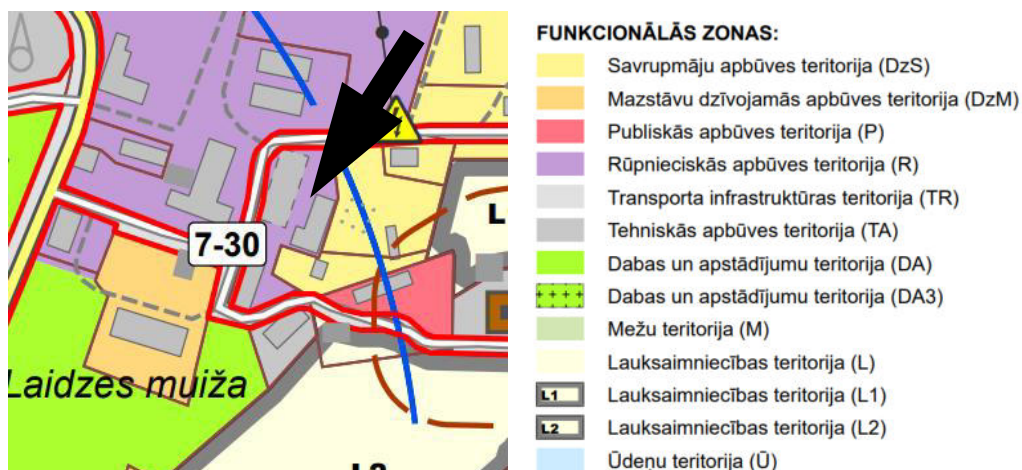 7-30
L
Laidzes muiža
FUNKCIONĀLĀS ZONAS:
Savrupmāju apbūves teritorija (DzS)
Mazstāvu dzīvojamās apbūves teritorija (DzM)
Publiskās apbūves teritorija (P)
Rūpnieciskās apbūves teritorija (R)
Transporta infrastruktūras teritorija (TR)
Tehniskās apbūves teritorija (TA)
Dabas un apstādījumu teritorija (DA)
Dabas un apstādījumu teritorija (DA3)
Mežu teritorija (M)
Lauksaimniecības teritorija (L)
L1 Lauksaimniecības teritorija (L1)
L2 Lauksaimniecības teritorija (L2)
Ūdeņu teritorija (Ū)